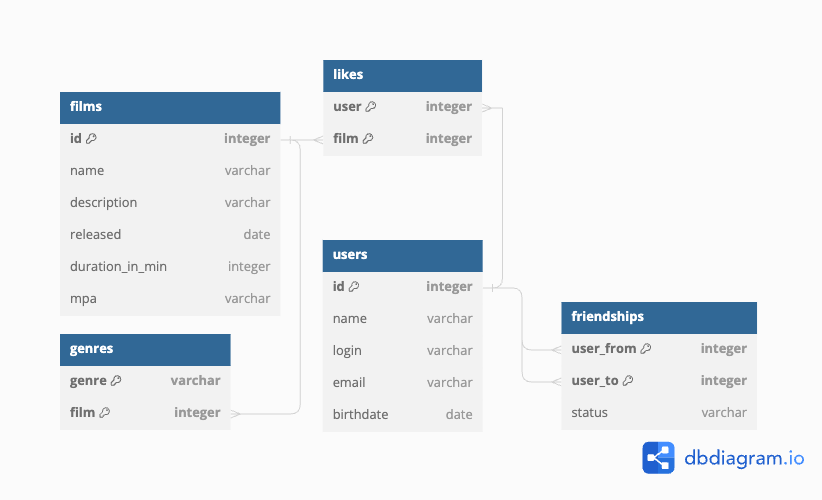 films
id integer
name varchar
description varchar
released date
duration_in_min integer
mpa varchar
genres
genre varchar
film integer
likes
user integer
film integer
users
id integer
name varchar
login varchar
email varchar
birthdate date
friendships
user_from integer
user_to integer
status varchar
dbdiagram.io